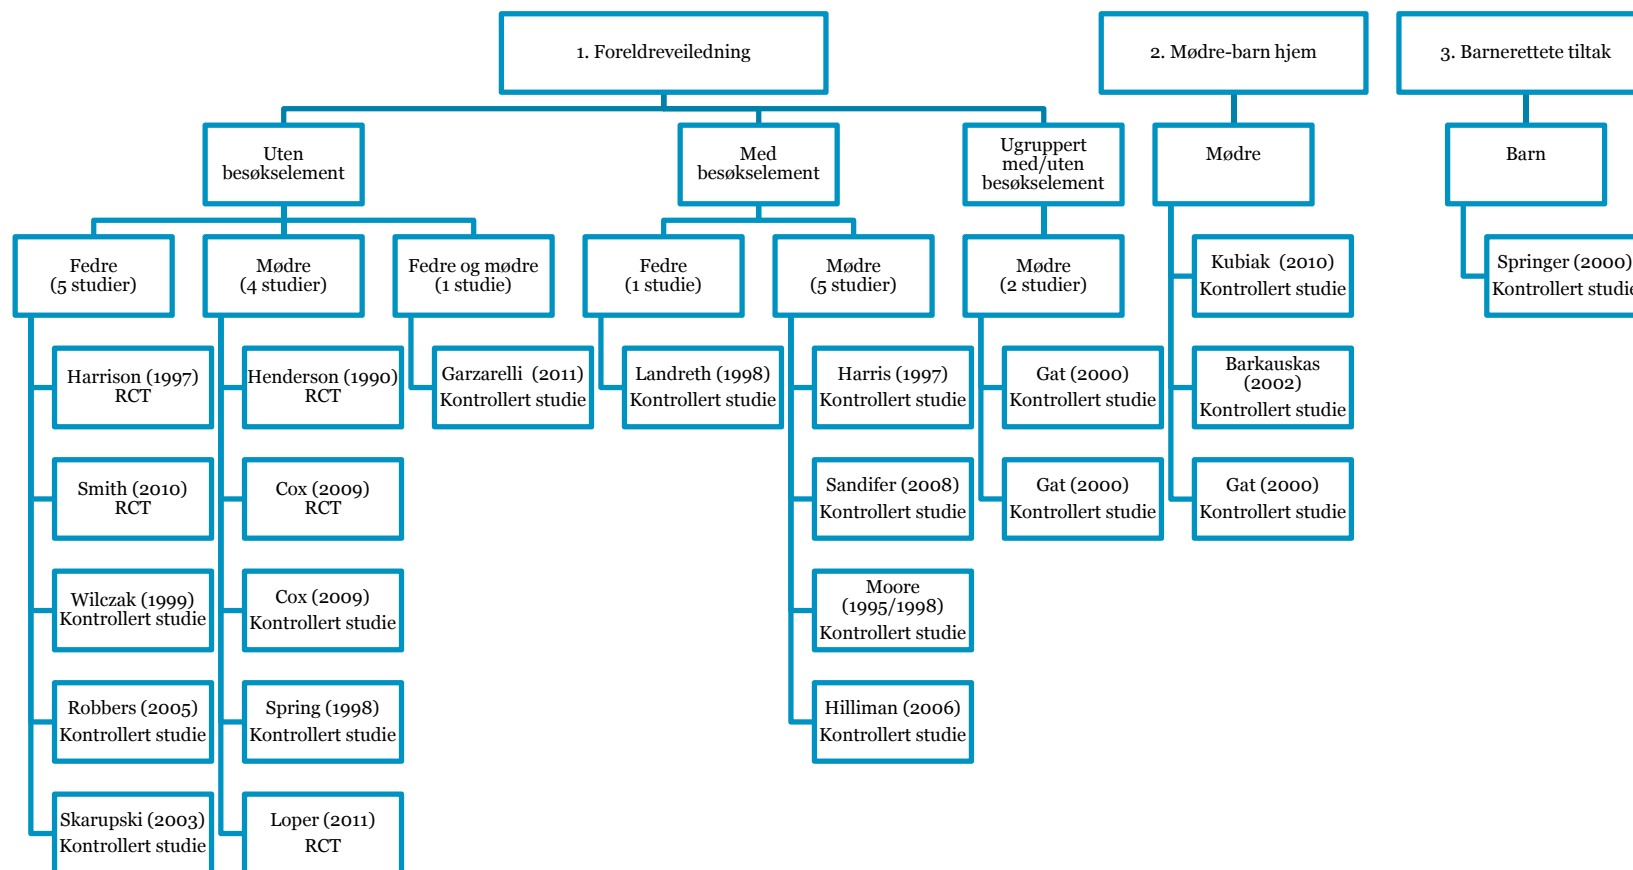 1. Foreldreveiledning
2. Mødre-barn hjem
3. Barnerettete tiltak
Uten
besøkselement
Med
besøkselement
Ugruppert
med/uten
besøkselement
Mødre
Barn
Fedre
(5 studier)
Mødre
(4 studier)
Fedre og mødre
(1 studie)
Fedre
(1 studie)
Mødre
(5 studier)
Mødre
(2 studier)
Kubiak (2010)
Kontrollert studie
Springer (2000)
Kontrollert studie
Harrison (1997)
RCT
Henderson (1990)
RCT
Garzarelli (2011)
Kontrollert studie
Landreth (1998)
Kontrollert studie
Harris (1997)
Kontrollert studie
Gat (2000)
Kontrollert studie
Barkauskas
(2002)
Kontrollert studie
Smith (2010)
RCT
Cox (2009)
RCT
Sandifer (2008)
Kontrollert studie
Gat (2000)
Kontrollert studie
Gat (2000)
Kontrollert studie
Wilczak (1999)
Kontrollert studie
Cox (2009)
Kontrollert studie
Moore
(1995/1998)
Kontrollert studie
Robbers (2005)
Kontrollert studie
Spring (1998)
Kontrollert studie
Hilliman (2006)
Kontrollert studie
Skarupski (2003)
Kontrollert studie
Loper (2011)
RCT